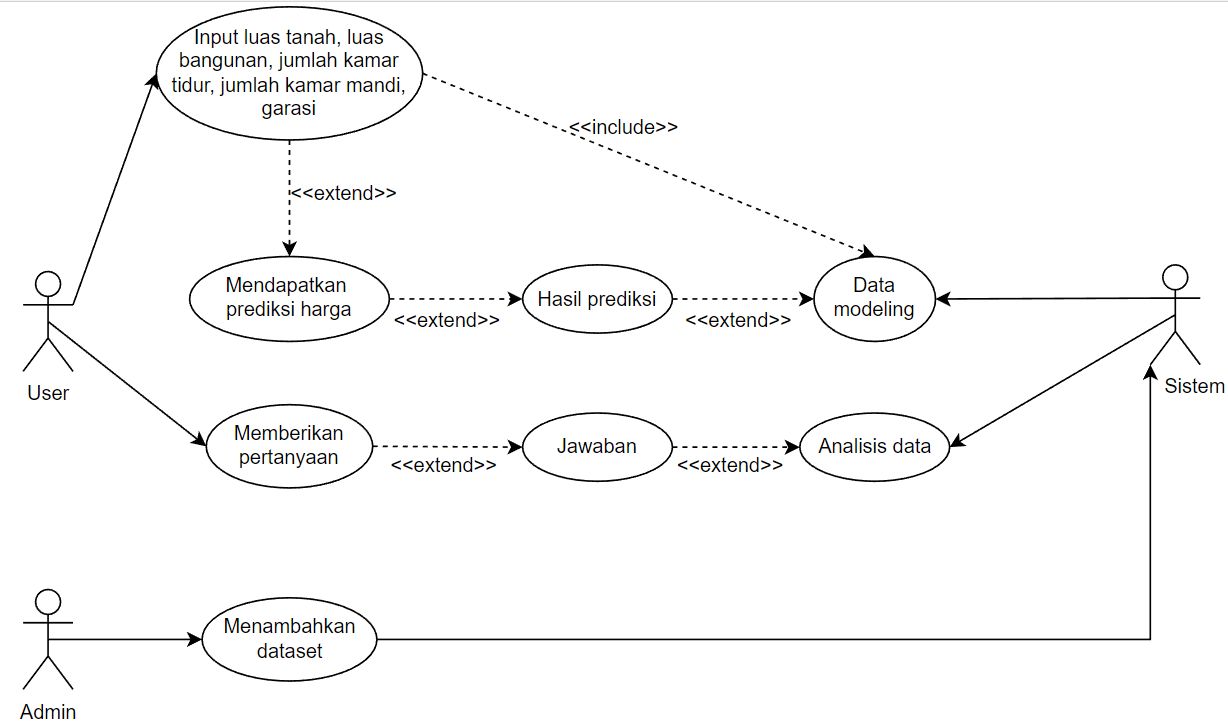 Input luas tanah, luas
bangunan, jumlah kamar
tidur, jumlah kamar mandi,
garasi
<<include>>
<<extend>>
Mendapatkan
prediksi harga
<<extend>>
Hasil prediksi
<<extend>>
Data
modeling
User
Sistem
Memberikan
pertanyaan
<<extend>>
Jawaban
<<extend>>
Analisis data
Menambahkan
dataset
Admin